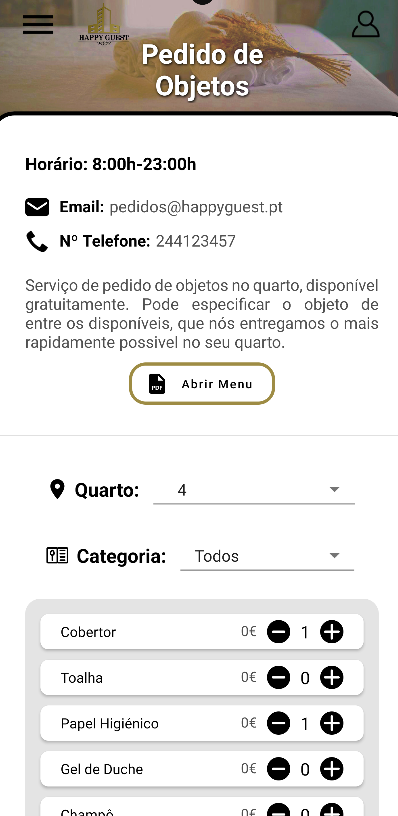 HAPPY GUEST
Pedido de
Objetos
Horário: 8:00h-23:00h
Email: pedidos@happyguest.pt
Nº Telefone: 244123457
Serviço de pedido de objetos no quarto, disponível
gratuitamente. Pode especificar o objeto de
entre os disponíveis, que nós entregamos o mais
rapidamente possivel no seu quarto.
PDF Abrir Menu
Quarto: 4
Categoria: Todos
Cobertor 0€ 1
Toalha 0€ 0
Papel Higiénico 0€ 1
Gel de Duche 0€ 0
Champô 0€ 0